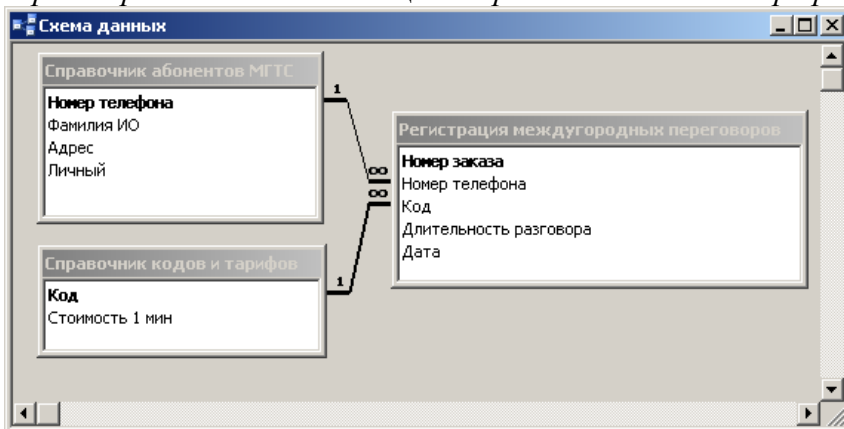 Схема данных
Справочник абонентов МГТС
Номер телефона
Фамилия ИО
Адрес
Личный
1
∞
∞
1
Регистрация междугородных переговоров
Номер заказа
Номер телефона
Код
Длительность разговора
Дата
Справочник кодов и тарифов
Код
Стоимость 1 мин